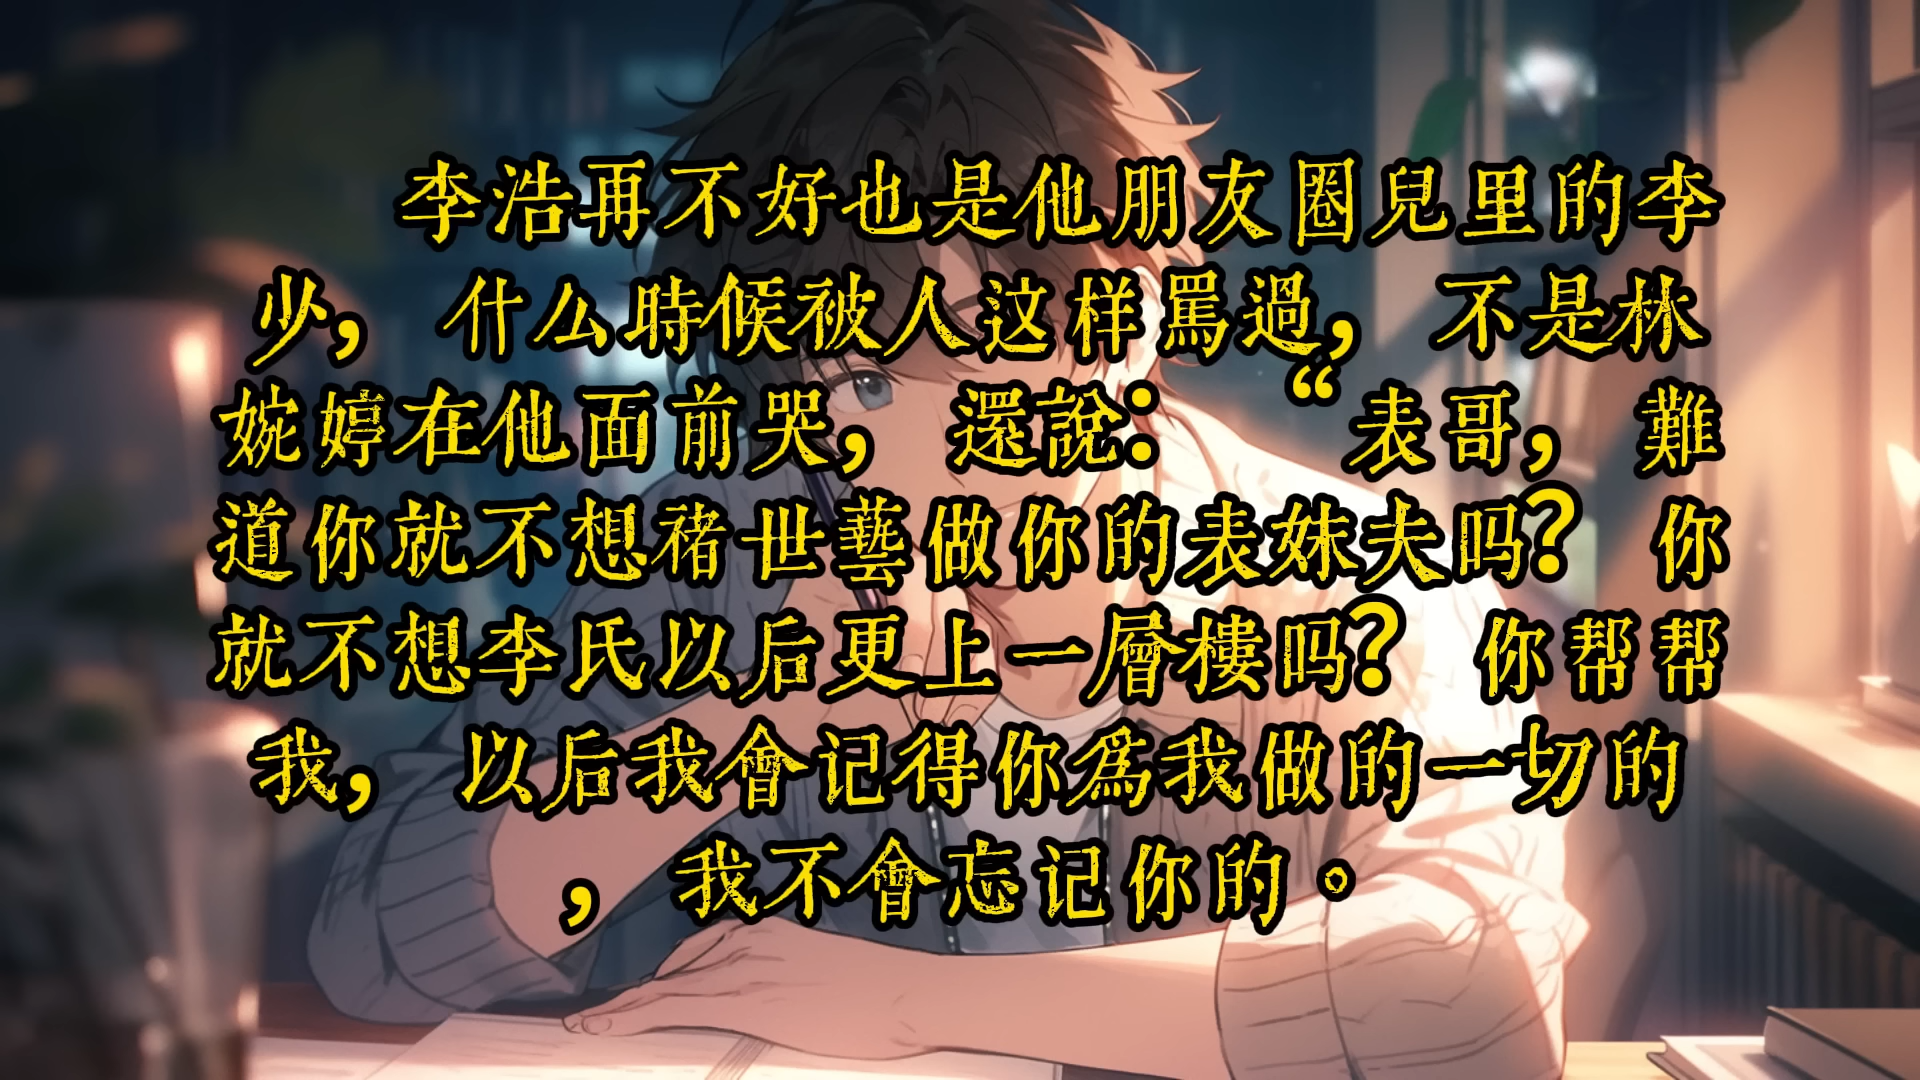 李浩再不好也是他朋友圈兒里的李
少， 什么時候被人这样駡過， 不是林
婉婷在他面前哭， 還說： “表哥， 難
道你就不想禇世藝做你的表妹夫吗？ 你
就不想李氏以后更上一層樓吗？ 你帮帮
我， 以后我會记得你爲我做的一切的
， 我不會忘记你的。